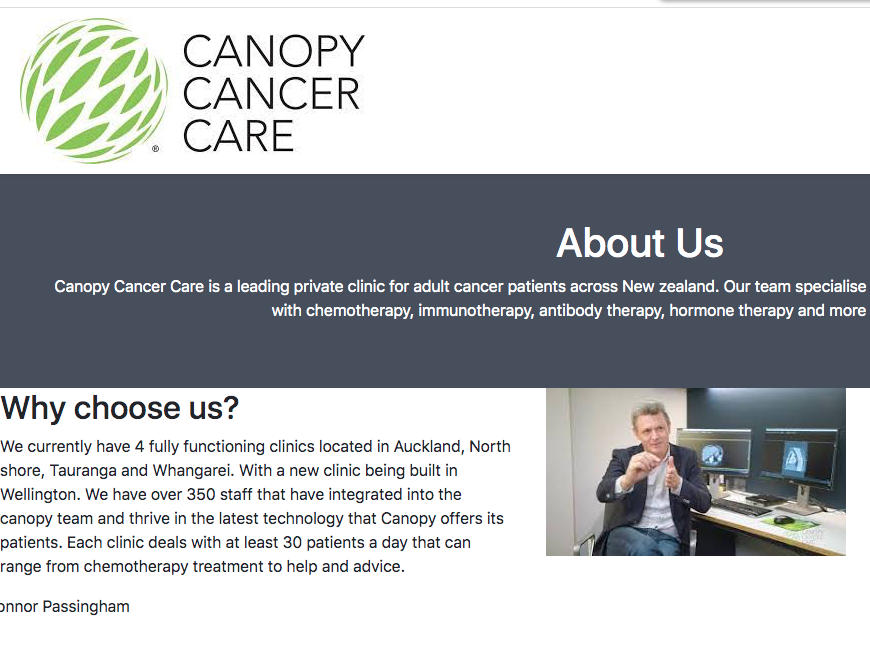 CANOPY
CANCER
CARE
®
About Us
Canopy Cancer Care is a leading private clinic for adult cancer patients across New zealand. Our team specialise
with chemotherapy, immunotherapy, antibody therapy, hormone therapy and more
Why choose us?
We currently have 4 fully functioning clinics located in Auckland, North
shore, Tauranga and Whangarei. With a new clinic being built in
Wellington. We have over 350 staff that have integrated into the
canopy team and thrive in the latest technology that Canopy offers its
patients. Each clinic deals with at least 30 patients a day that can
range from chemotherapy treatment to help and advice.
onnor Passingham